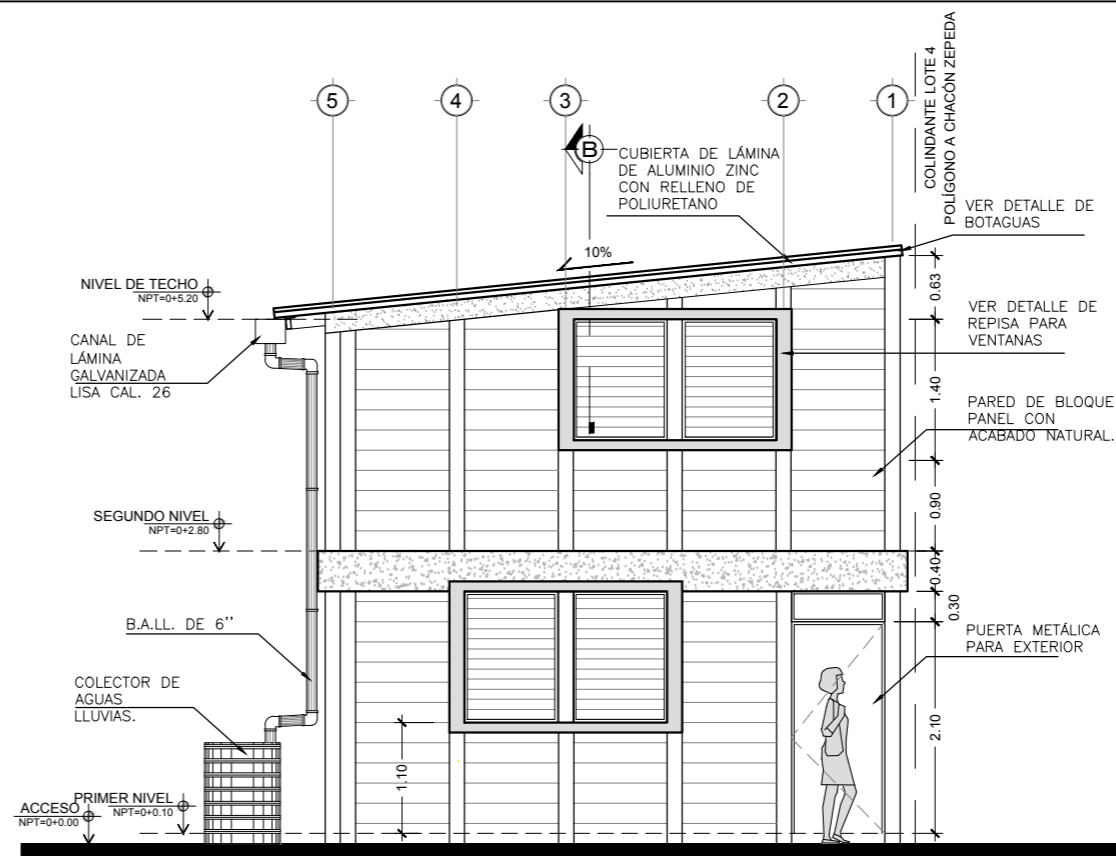 COLINDANTE LOTE 4
POLÍGONO A CHACÓN ZEPEDA
5
4
3
2
1
B
CUBIERTA DE LÁMINA
DE ALUMINIO ZINC
CON RELLENO DE
POLIURETANO
VER DETALLE DE
BOTAGUAS
10%
NIVEL DE TECHO
NPT=0+5.20
0.63
CANAL DE
LÁMINA
GALVANIZADA
LISA CAL. 26
VER DETALLE DE
REPISA PARA
VENTANAS
1.40
PARED DE BLOQUE
PANEL CON
ACABADO NATURAL.
0.90
SEGUNDO NIVEL
NPT=0+2.80
0.40
0.30
B.A.LL. DE 6''
PUERTA METÁLICA
PARA EXTERIOR
COLECTOR DE
AGUAS
LLUVIAS.
2.10
1.10
PRIMER NIVEL
NPT=0+0.10
ACCESO
NPT=0+0.00